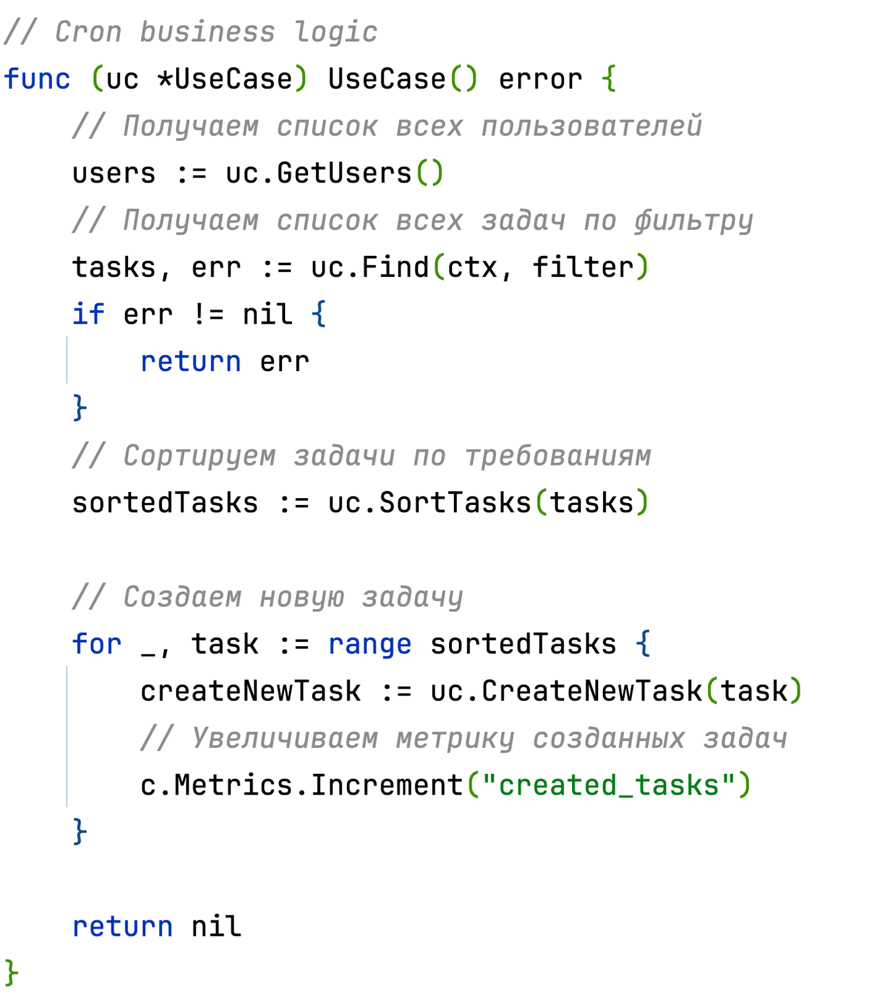 // Cron business logic
func (uc *UseCase) UseCase() error {
    // Получаем список всех пользователей
    users := uc.GetUsers()
    // Получаем список всех задач по фильтру
    tasks, err := uc.Find(ctx, filter)
    if err != nil {
        return err
    }
    // Сортируем задачи по требованиям
    sortedTasks := uc.SortTasks(tasks)

    // Создаем новую задачу
    for _, task := range sortedTasks {
        createNewTask := uc.CreateNewTask(task)
        // Увеличиваем метрику созданных задач
        c.Metrics.Increment("created_tasks")
    }

    return nil
}